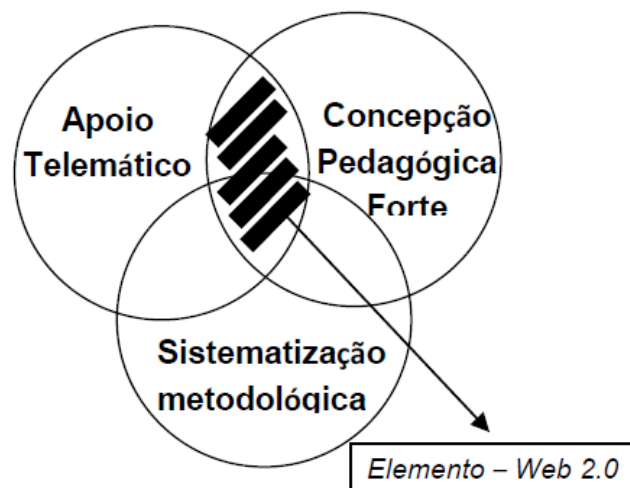 Apoio
Telemático
Concepção
Pedagógica
Forte
Sistematização
metodológica
Elemento – Web 2.0